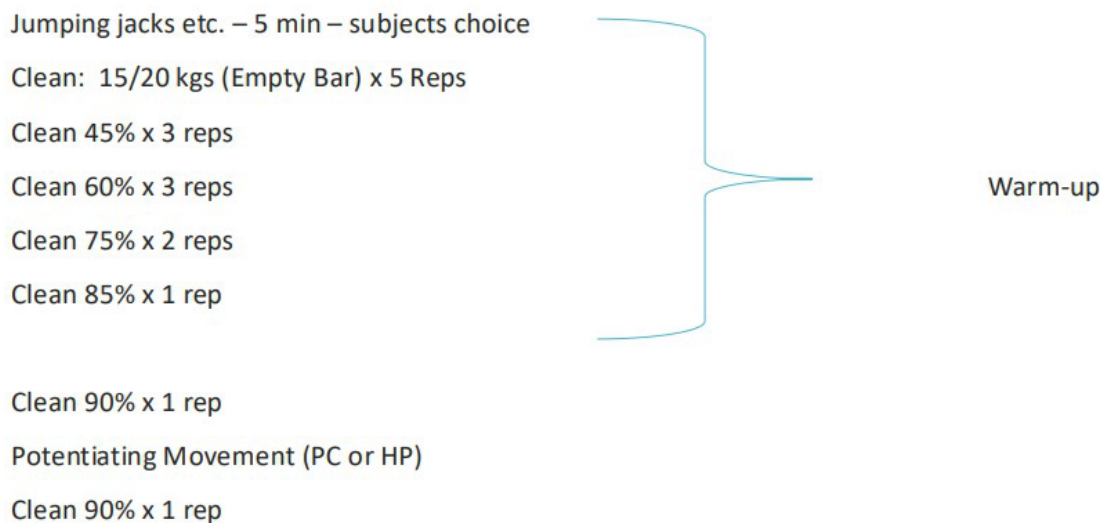 Jumping jacks etc. – 5 min – subjects choice
Clean:  15/20 kgs (Empty Bar) x 5 Reps
Clean 45% x 3 reps
Clean 60% x 3 reps
Warm-up
Clean 75% x 2 reps
Clean 85% x 1 rep
Clean 90% x 1 rep
Potentiating Movement (PC or HP)
Clean 90% x 1 rep